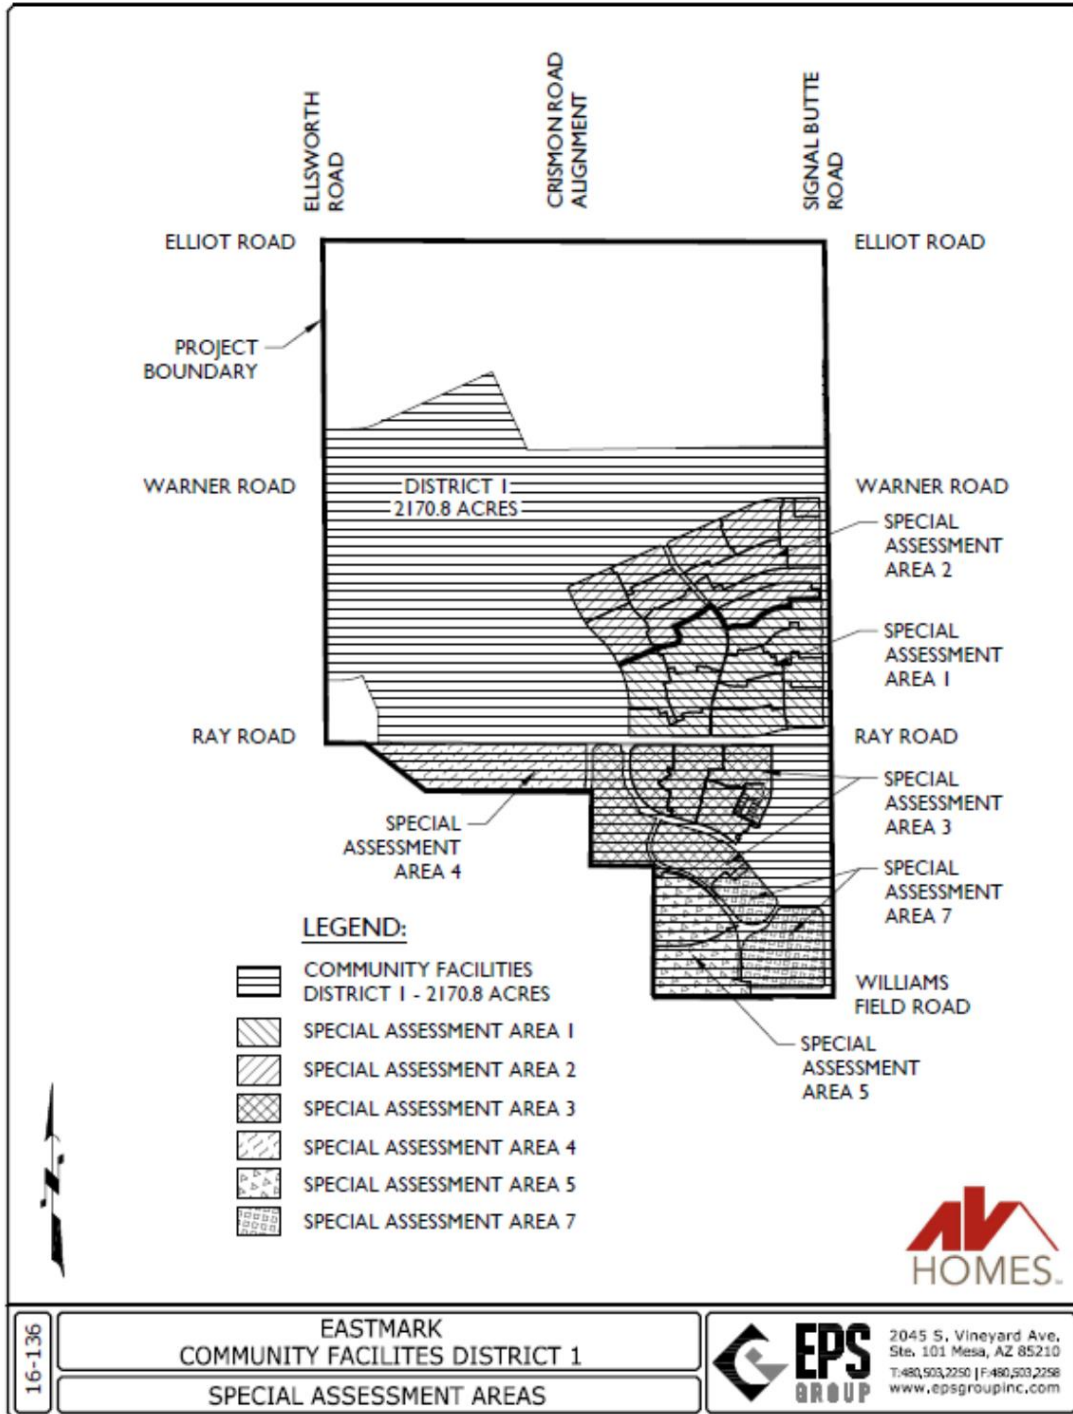 ELLSWORTH
ROAD
CRISMON ROAD
ALIGNMENT
SIGNAL BUTTE
ROAD
ELLIOT ROAD
ELLIOT ROAD
PROJECT
BOUNDARY
WARNER ROAD
DISTRICT 1
2170.8 ACRES
WARNER ROAD
SPECIAL
ASSESSMENT
AREA 2
SPECIAL
ASSESSMENT
AREA 1
RAY ROAD
RAY ROAD
SPECIAL
ASSESSMENT
AREA 3
SPECIAL
ASSESSMENT
AREA 4
SPECIAL
ASSESSMENT
AREA 7
WILLIAMS
FIELD ROAD
SPECIAL
ASSESSMENT
AREA 5
LEGEND:
COMMUNITY FACILITIES
DISTRICT 1 - 2170.8 ACRES
SPECIAL ASSESSMENT AREA 1
SPECIAL ASSESSMENT AREA 2
SPECIAL ASSESSMENT AREA 3
SPECIAL ASSESSMENT AREA 4
SPECIAL ASSESSMENT AREA 5
SPECIAL ASSESSMENT AREA 7
AV
HOMES
16-136
EASTMARK
COMMUNITY FACILITES DISTRICT 1
SPECIAL ASSESSMENT AREAS
EPS
GROUP
2045 S. Vineyard Ave.
Ste. 101 Mesa, AZ 85210
T:480.503.2250 | F:480.503.2258
www.epsgroupinc.com